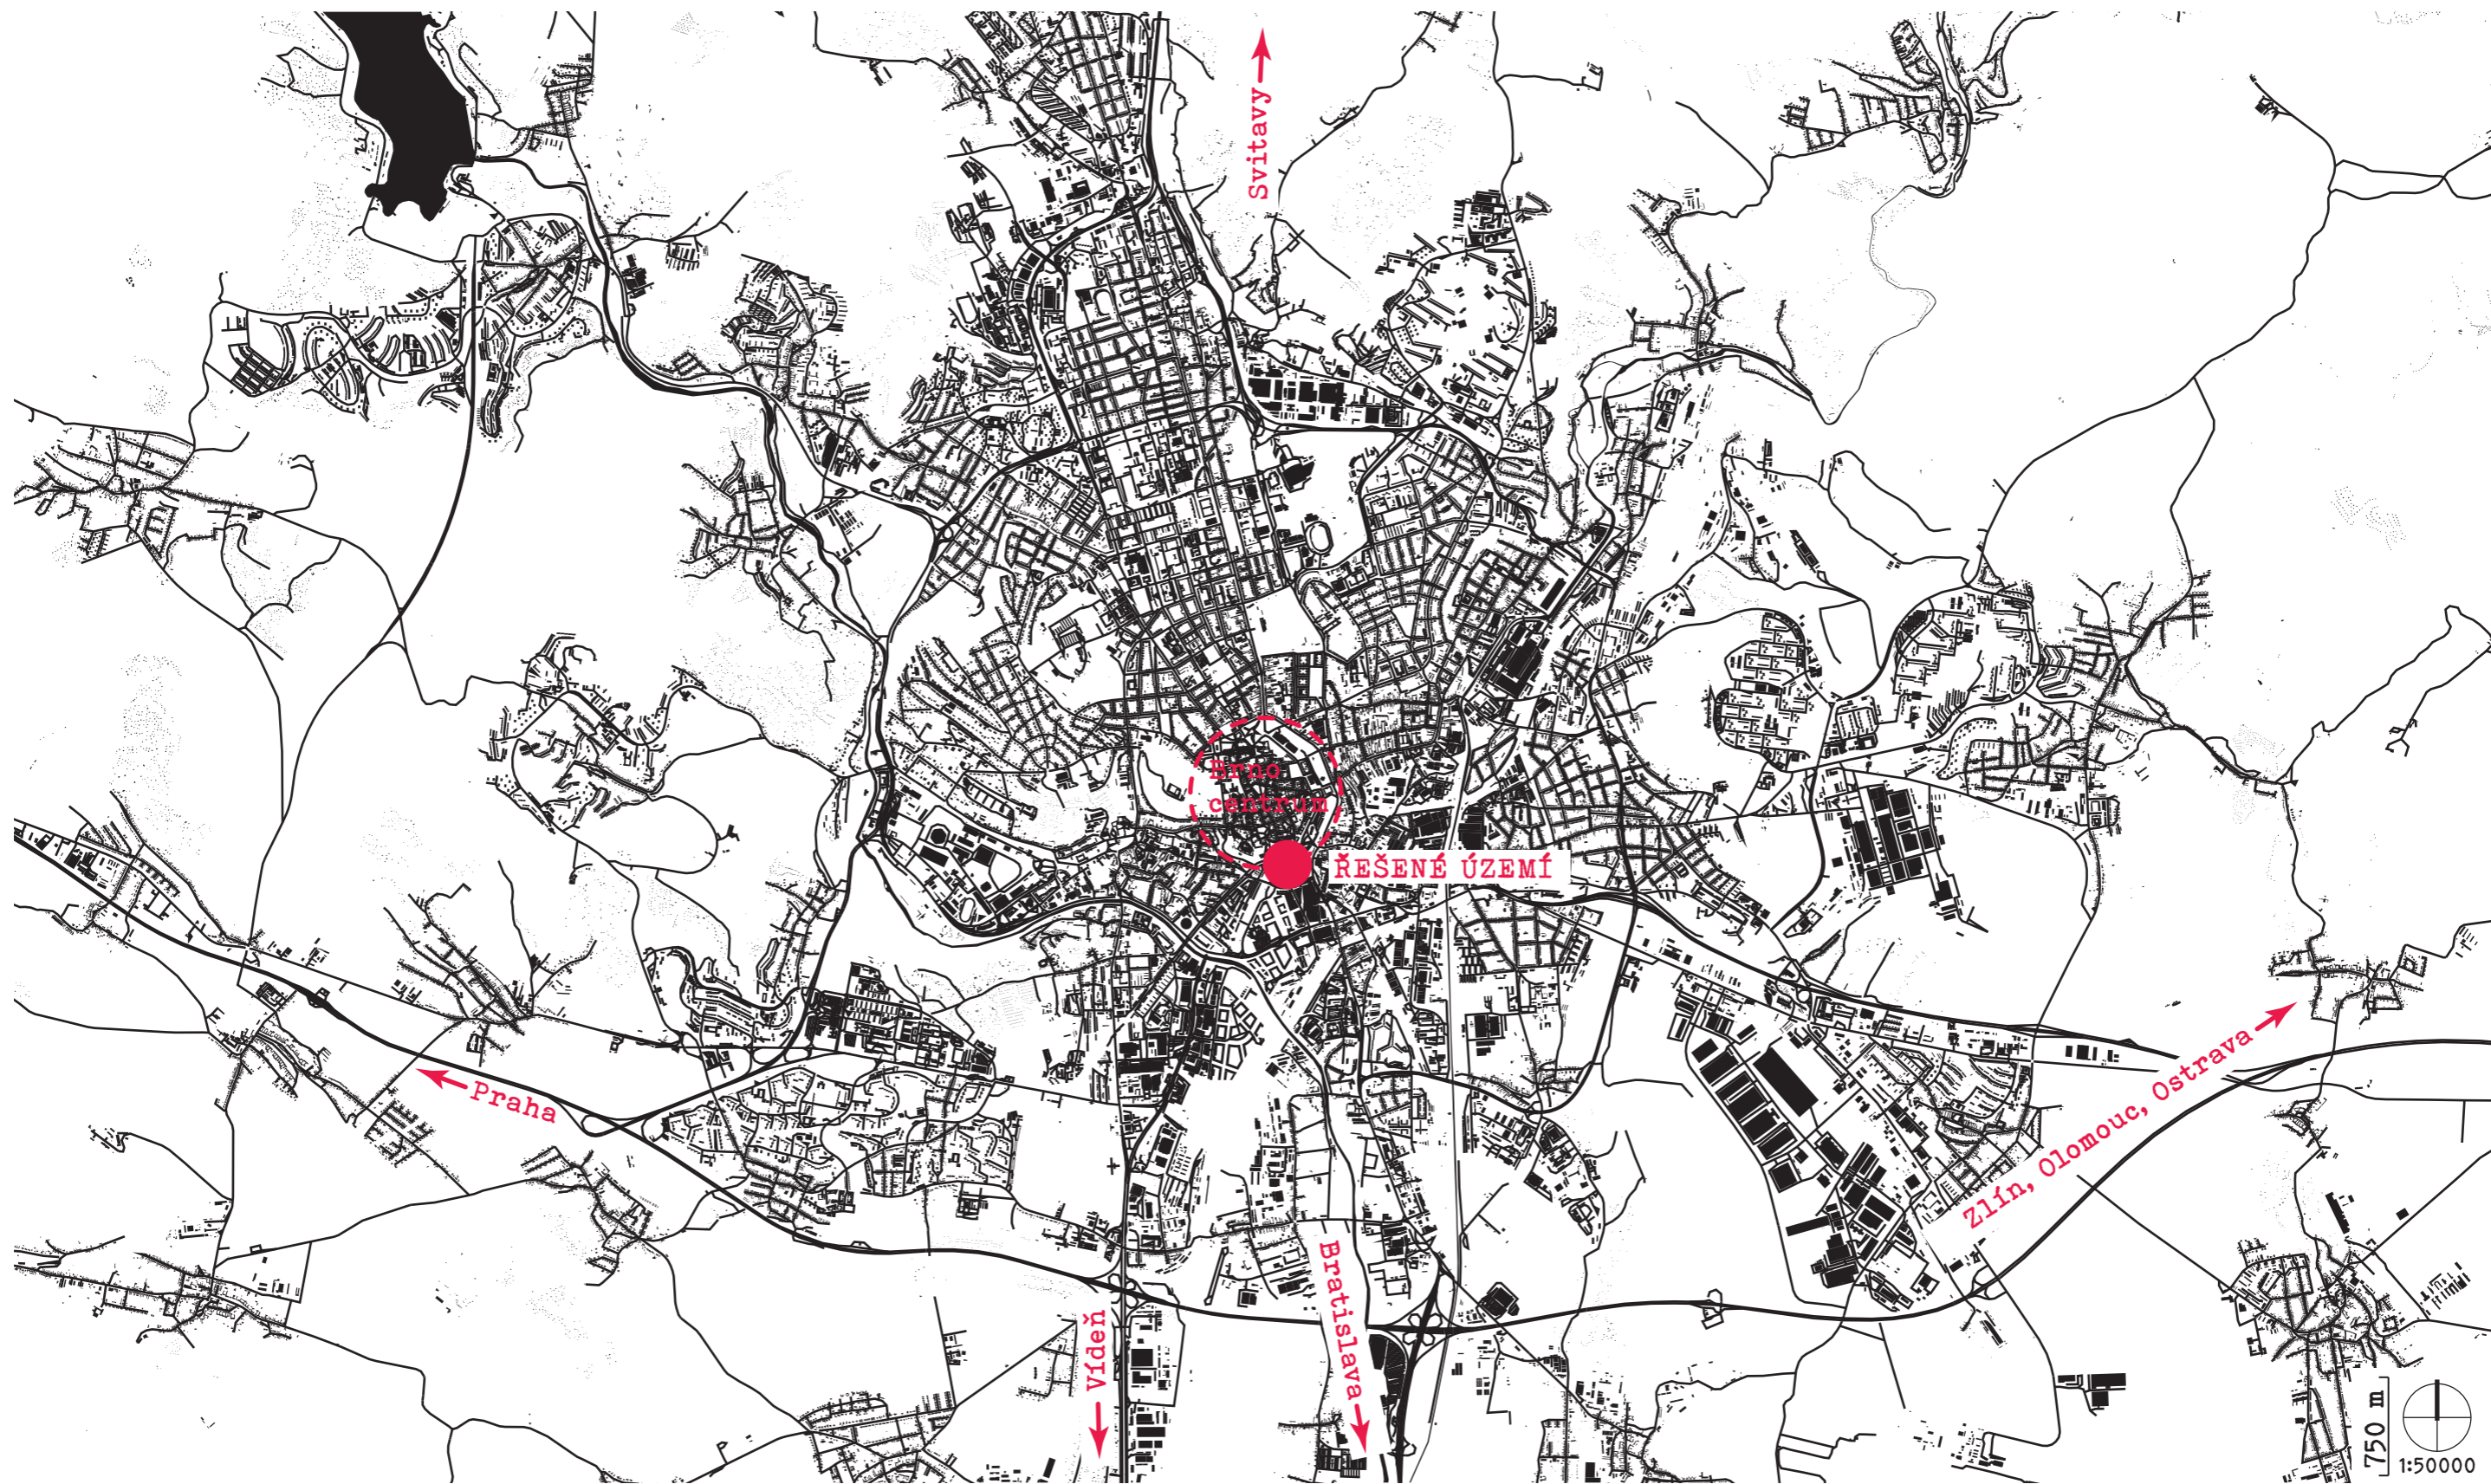 Svitavy
Brno
centrum
ŘEŠENÉ ÚZEMÍ
Praha
Zlín, Olomouc, Ostrava
Vídeň
Bratislava
750 m
1:50000